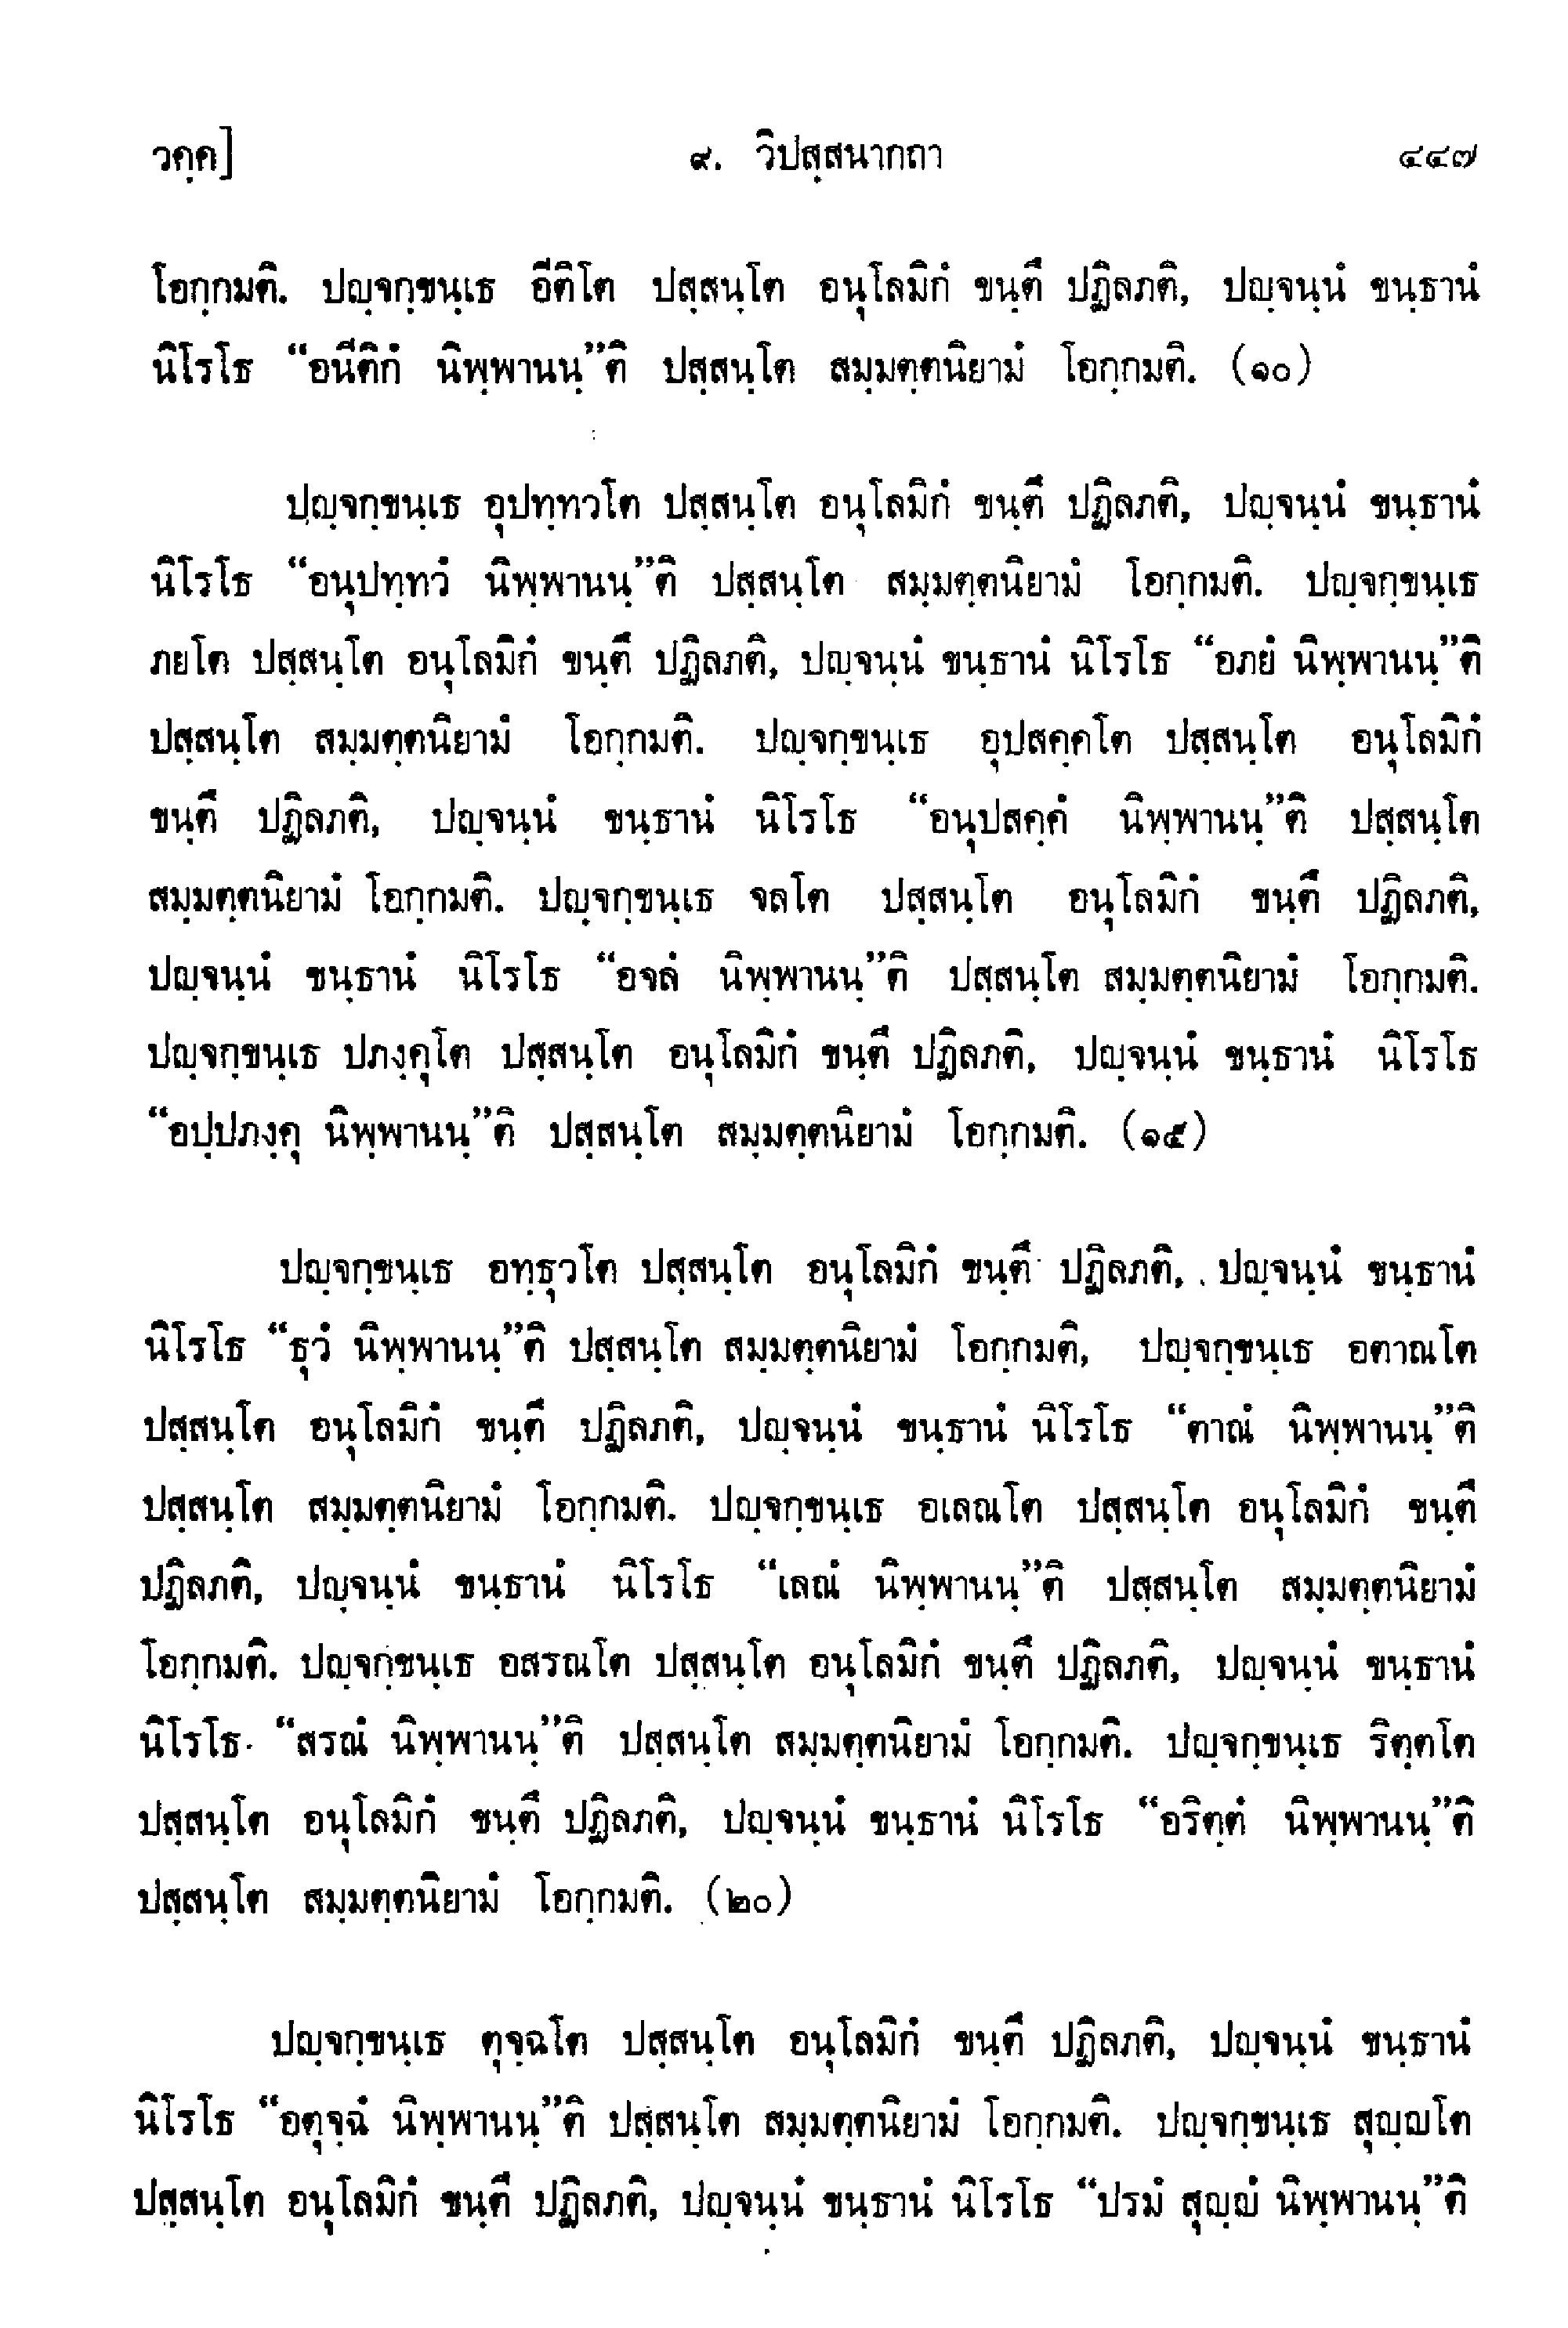 วคฺค] ๙. วิปสฺสนากถา ๔๔๗
โอกฺกมติ. ปญฺจกฺขนฺเธ อีติโต ปสฺสนฺโต อนุโลมิกํ ขนฺตึ ปฏิลภติ, ปญฺจนฺนํ ขนฺธานํ
นิโรโธ “อนีติกํ นิพฺพานนฺ”ติ ปสฺสนฺโต สมฺมตฺตนิยามํ โอกฺกมติ. (๑๐)
ปญฺจกฺขนฺเธ อุปทฺทวโต ปสฺสนฺโต อนุโลมิกํ ขนฺตึ ปฏิลภติ, ปญฺจนฺนํ ขนฺธานํ
นิโรโธ “อนุปทฺทวํ นิพฺพานนฺ”ติ ปสฺสนฺโต สมฺมตฺตนิยามํ โอกฺกมติ. ปญฺจกฺขนฺเธ
ภยโต ปสฺสนฺโต อนุโลมิกํ ขนฺตึ ปฏิลภติ, ปญฺจนฺนํ ขนฺธานํ นิโรโธ “อภยํ นิพฺพานนฺ”ติ
ปสฺสนฺโต สมฺมตฺตนิยามํ โอกฺกมติ. ปญฺจกฺขนฺเธ อุปสคฺคโต ปสฺสนฺโต อนุโลมิกํ
ขนฺตึ ปฏิลภติ, ปญฺจนฺนํ ขนฺธานํ นิโรโธ “อนุปสคฺคํ นิพฺพานนฺ”ติ ปสฺสนฺโต
สมฺมตฺตนิยามํ โอกฺกมติ. ปญฺจกฺขนฺเธ จลโต ปสฺสนฺโต อนุโลมิกํ ขนฺตึ ปฏิลภติ,
ปญฺจนฺนํ ขนฺธานํ นิโรโธ “อจลํ นิพฺพานนฺ”ติ ปสฺสนฺโต สมฺมตฺตนิยามํ โอกฺกมติ.
ปญฺจกฺขนฺเธ ปภงฺคุโต ปสฺสนฺโต อนุโลมิกํ ขนฺตึ ปฏิลภติ, ปญฺจนฺนํ ขนฺธานํ นิโรโธ
“อปฺปภงฺคุ นิพฺพานนฺ”ติ ปสฺสนฺโต สมฺมตฺตนิยามํ โอกฺกมติ. (๑๕)
ปญฺจกฺขนฺเธ อทฺธุวโต ปสฺสนฺโต อนุโลมิกํ ขนฺตึ ปฏิลภติ, ปญฺจนฺนํ ขนฺธานํ
นิโรโธ “ธุวํ นิพฺพานนฺ”ติ ปสฺสนฺโต สมฺมตฺตนิยามํ โอกฺกมติ, ปญฺจกฺขนฺเธ อตาณโต
ปสฺสนฺโต อนุโลมิกํ ขนฺตึ ปฏิลภติ, ปญฺจนฺนํ ขนฺธานํ นิโรโธ “ตาณํ นิพฺพานนฺ”ติ
ปสฺสนฺโต สมฺมตฺตนิยามํ โอกฺกมติ. ปญฺจกฺขนฺเธ อเลณโต ปสฺสนฺโต อนุโลมิกํ ขนฺตึ
ปฏิลภติ, ปญฺจนฺนํ ขนฺธานํ นิโรโธ “เลณํ นิพฺพานนฺ”ติ ปสฺสนฺโต สมฺมตฺตนิยามํ
โอกฺกมติ. ปญฺจกฺขนฺเธ อสรณโต ปสฺสนฺโต อนุโลมิกํ ขนฺตึ ปฏิลภติ, ปญฺจนฺนํ ขนฺธานํ
นิโรโธ “สรณํ นิพฺพานนฺ”ติ ปสฺสนฺโต สมฺมตฺตนิยามํ โอกฺกมติ. ปญฺจกฺขนฺเธ ริตฺตโต
ปสฺสนฺโต อนุโลมิกํ ขนฺตึ ปฏิลภติ, ปญฺจนฺนํ ขนฺธานํ นิโรโธ “อริตฺตํ นิพฺพานนฺ”ติ
ปสฺสนฺโต สมฺมตฺตนิยามํ โอกฺกมติ. (๒๐)
ปญฺจกฺขนฺเธ ตุจฺฉโต ปสฺสนฺโต อนุโลมิกํ ขนฺตึ ปฏิลภติ, ปญฺจนฺนํ ขนฺธานํ
นิโรโธ “อตุจฺฉํ นิพฺพานนฺ”ติ ปสฺสนฺโต สมฺมตฺตนิยามํ โอกฺกมติ. ปญฺจกฺขนฺเธ สุญฺญโต
ปสฺสนฺโต อนุโลมิกํ ขนฺตึ ปฏิลภติ, ปญฺจนฺนํ ขนฺธานํ นิโรโธ “ปรมํ สุญฺญํ นิพฺพานนฺ”ติ